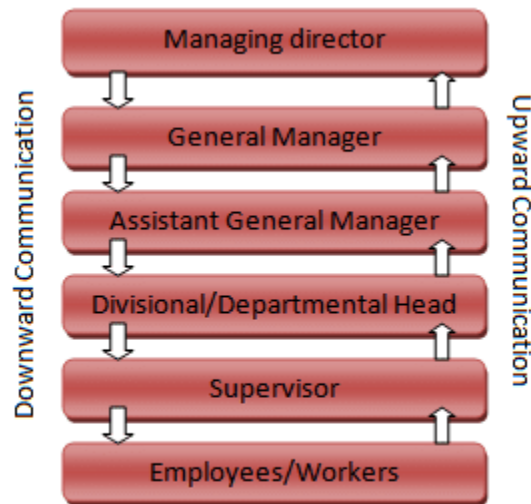 Managing director
General Manager
Assistant General Manager
Divisional/Departmental Head
Supervisor
Employees/Workers
Downward Communication
Upward Communication